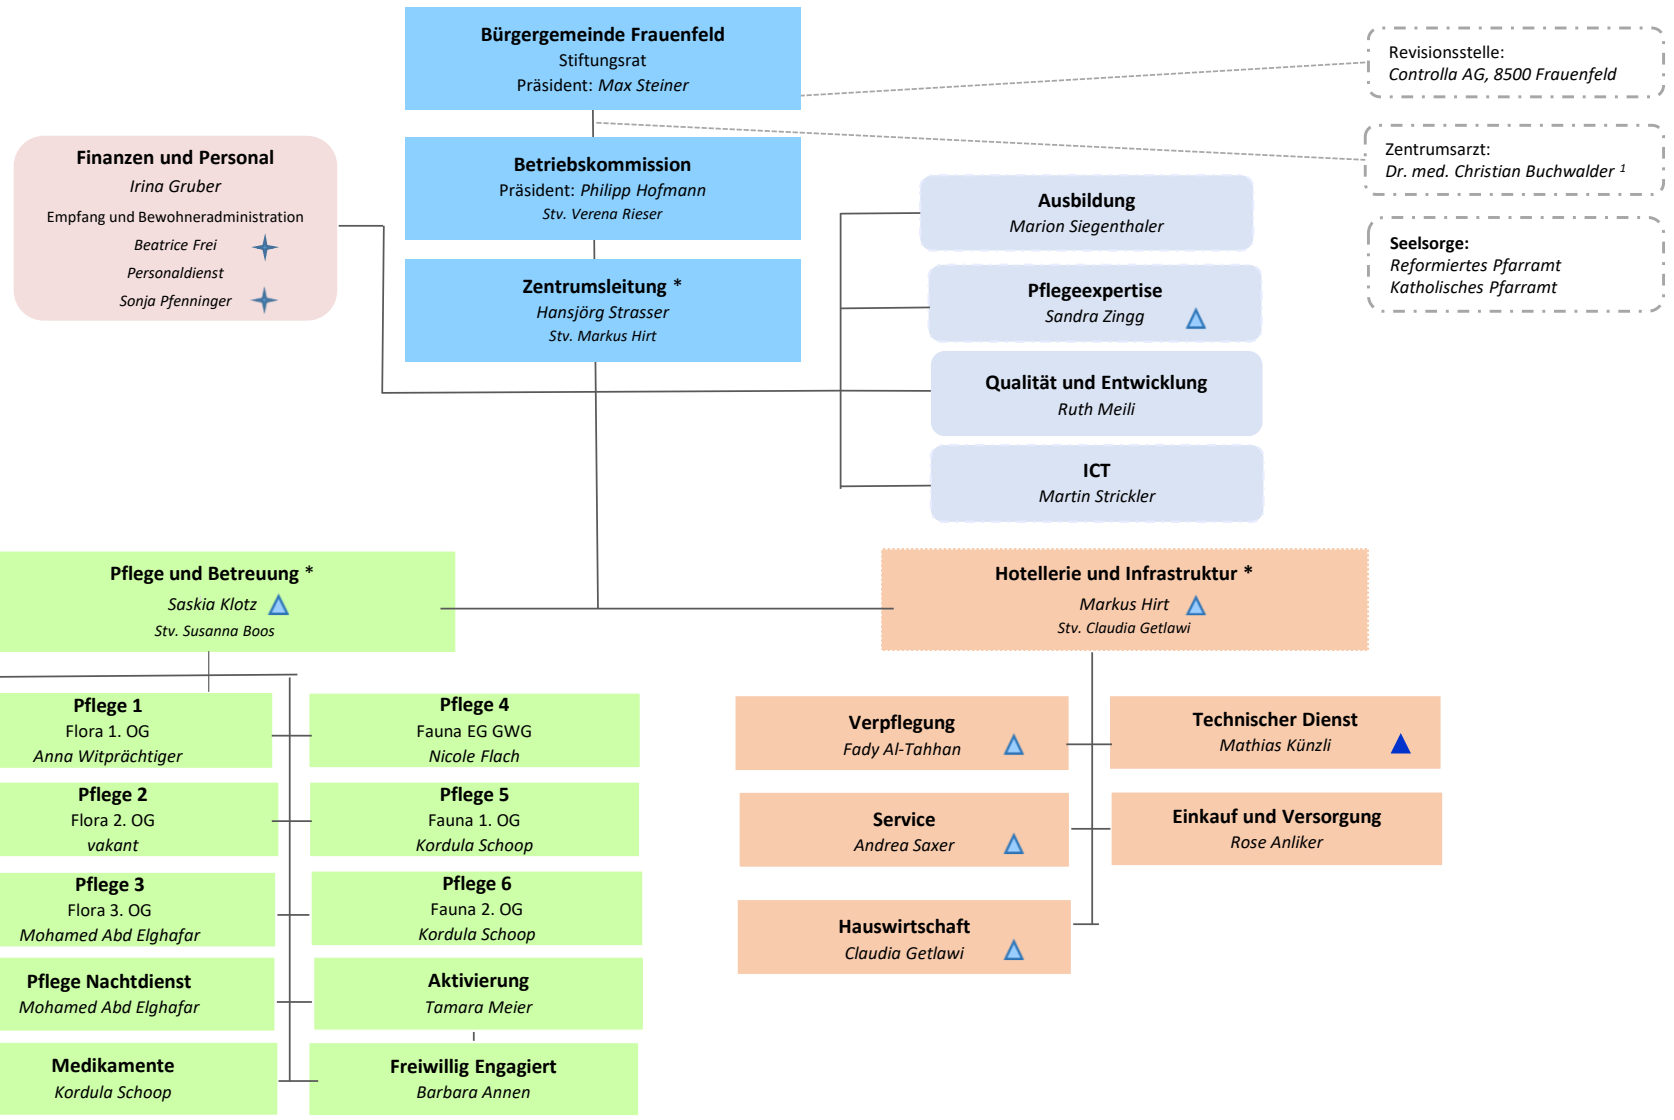 Bürgergemeinde Frauenfeld
Stiftungsrat
Präsident: Max Steiner
Revisionsstelle:
Controlla AG, 8500 Frauenfeld
Zentrumsarzt:
Dr. med. Christian Buchwalder ¹
Seelsorge:
Reformiertes Pfarramt
Katholisches Pfarramt
Finanzen und Personal
Irina Gruber
Empfang und Bewohneradministration
Beatrice Frei
Personaldienst
Sonja Pfenninger
Betriebskommission
Präsident: Philipp Hofmann
Stv. Verena Rieser
Zentrumsleitung *
Hansjörg Strasser
Stv. Markus Hirt
Ausbildung
Marion Siegenthaler
Pflegeexpertise
Sandra Zingg
Qualität und Entwicklung
Ruth Meili
ICT
Martin Strickler
Pflege und Betreuung *
Saskia Klotz
Stv. Susanna Boos
Hotellerie und Infrastruktur *
Markus Hirt
Stv. Claudia Getlawi
Pflege 1
Flora 1. OG
Anna Witprächtiger
Pflege 4
Fauna EG GWG
Nicole Flach
Pflege 2
Flora 2. OG
vakant
Pflege 5
Fauna 1. OG
Kordula Schoop
Pflege 3
Flora 3. OG
Mohamed Abd Elghafar
Pflege 6
Fauna 2. OG
Kordula Schoop
Pflege Nachtdienst
Mohamed Abd Elghafar
Aktivierung
Tamara Meier
Medikamente
Kordula Schoop
Freiwillig Engagiert
Barbara Annen
Verpflegung
Fady Al-Tahhan
Technischer Dienst
Mathias Künzli
Service
Andrea Saxer
Einkauf und Versorgung
Rose Anliker
Hauswirtschaft
Claudia Getlawi